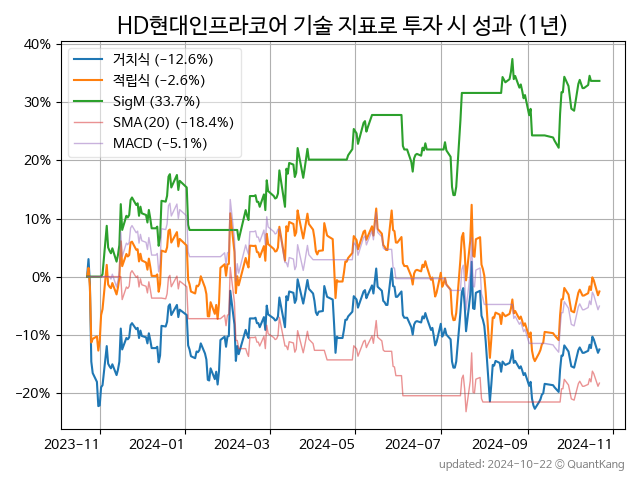 HD현대인프라코어 기술 지표로 투자 시 성과 (1년)
40%
30%
20%
10%
0%
−10%
−20%
거치식 (−12.6%)
적립식 (−2.6%)
SigM (33.7%)
SMA(20) (−18.4%)
MACD (−5.1%)
2023-11 2024-01 2024-03 2024-05 2024-07 2024-09 2024-11
updated: 2024-10-22 © QuantKang